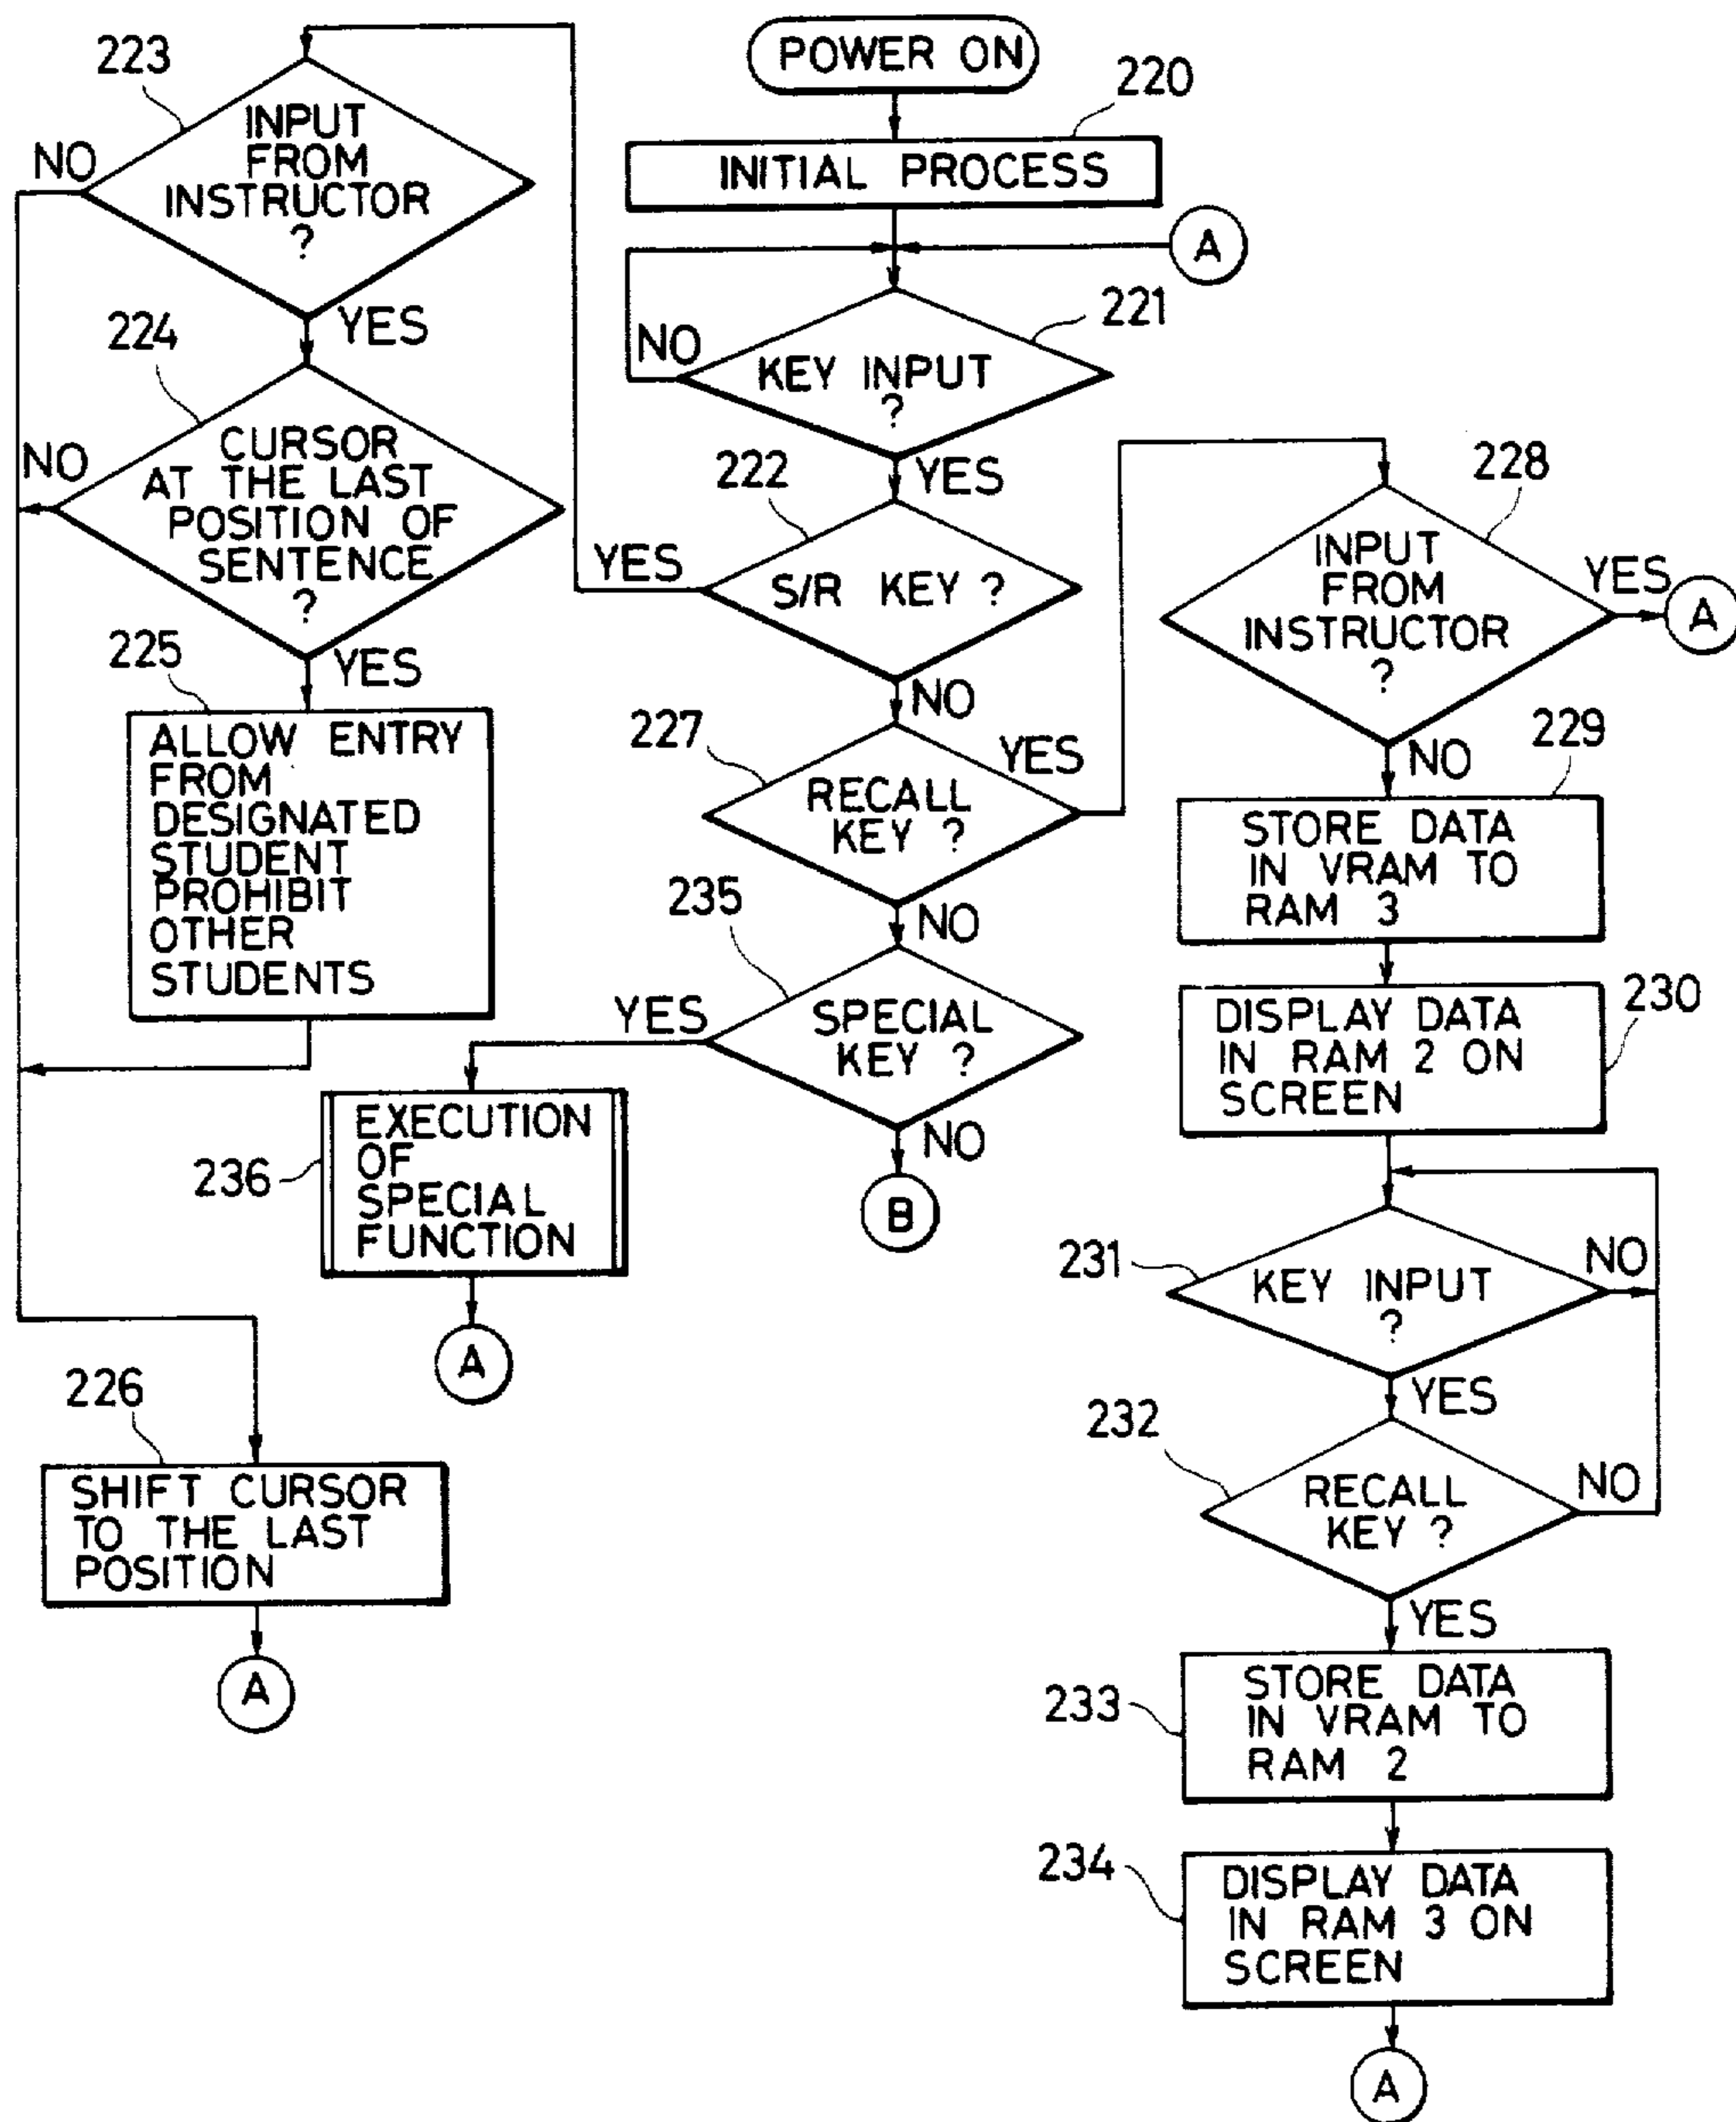 POWER ON
220
INITIAL PROCESS
A
221
KEY INPUT
?
NO
YES
222
S/R KEY ?
YES
NO
223
INPUT
FROM
INSTRUCTOR
?
NO
YES
224
CURSOR
AT THE LAST
POSITION OF
SENTENCE
?
NO
YES
225
ALLOW ENTRY
FROM
DESIGNATED
STUDENT
PROHIBIT
OTHER
STUDENTS
226
SHIFT CURSOR
TO THE LAST
POSITION
A
227
RECALL
KEY ?
YES
NO
235
SPECIAL
KEY ?
YES
NO
B
236
EXECUTION
OF
SPECIAL
FUNCTION
A
228
INPUT
FROM
INSTRUCTOR
?
YES
A
NO
229
STORE DATA
IN VRAM TO
RAM 3
230
DISPLAY DATA
IN RAM 2 ON
SCREEN
231
KEY INPUT
?
NO
YES
232
RECALL
KEY ?
NO
YES
233
STORE DATA
IN VRAM TO
RAM 2
234
DISPLAY DATA
IN RAM 3 ON
SCREEN
A